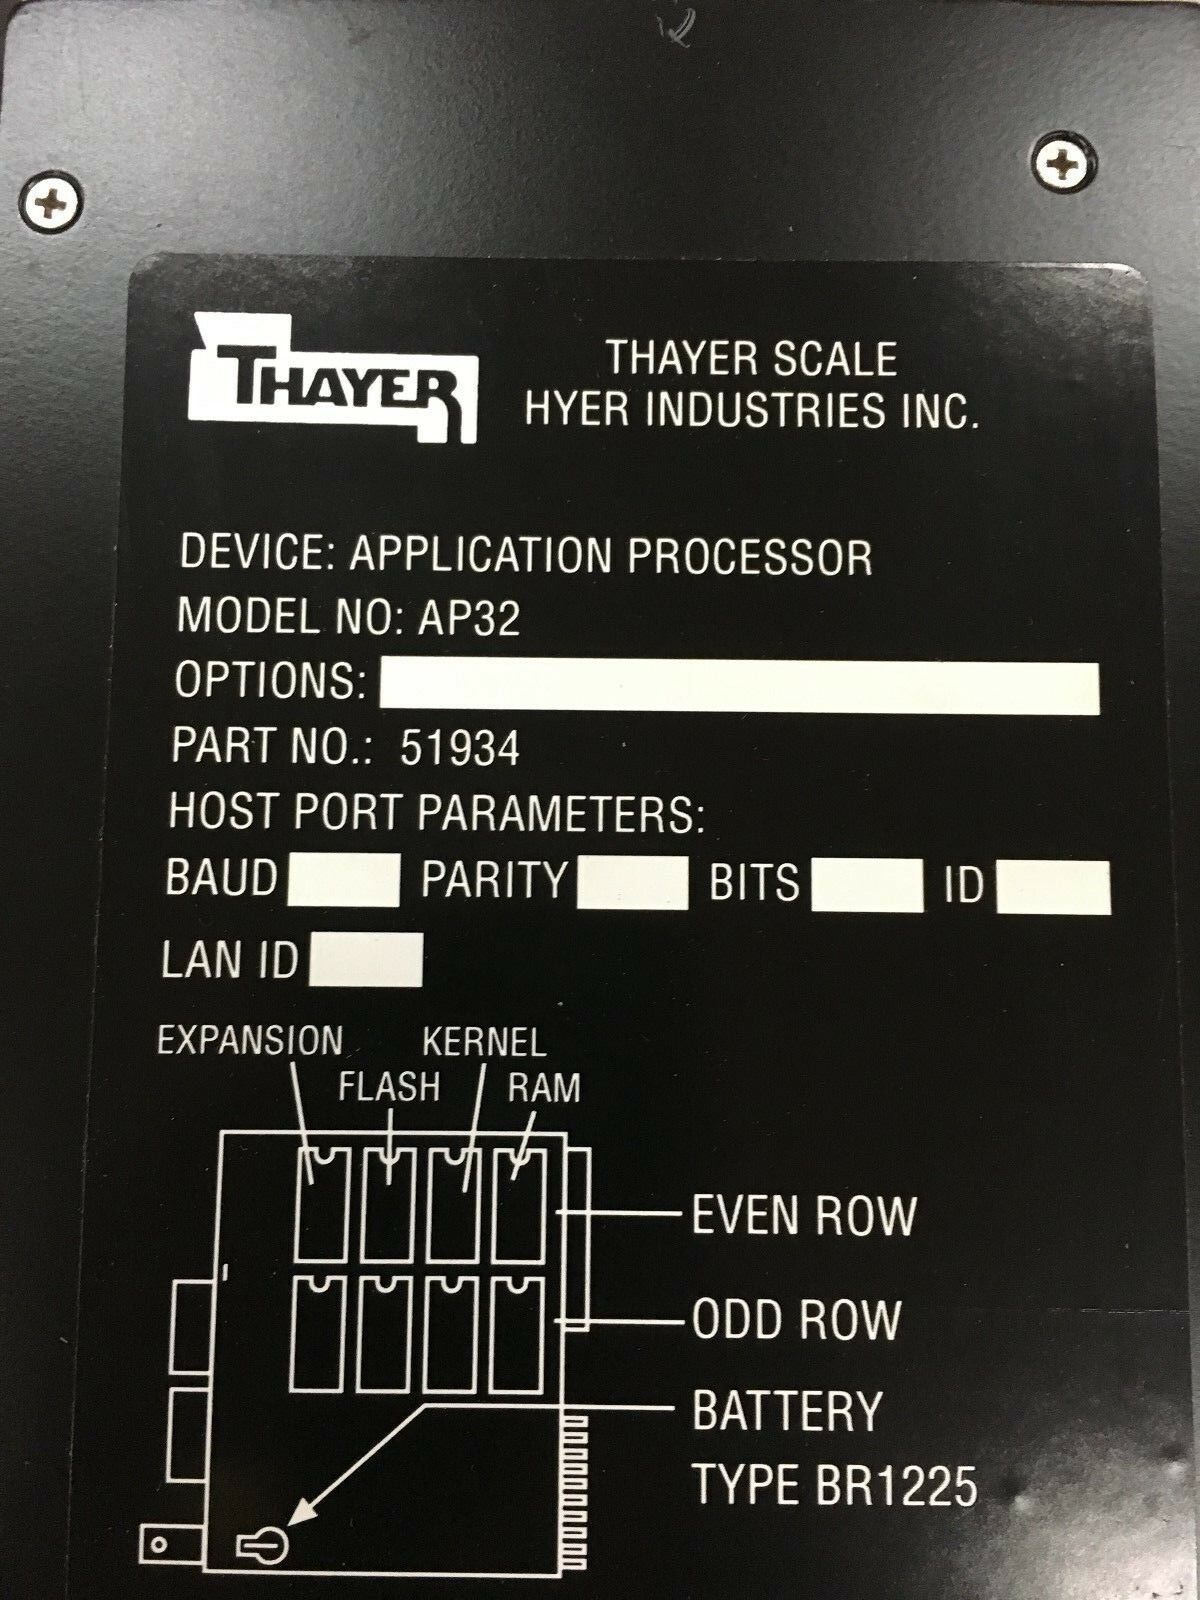 THAYER
THAYER SCALE
HYER INDUSTRIES INC.
DEVICE: APPLICATION PROCESSOR
MODEL NO: AP32
OPTIONS:
PART NO.: 51934
HOST PORT PARAMETERS:
BAUD PARITY BITS ID
LAN ID
EXPANSION KERNEL
FLASH RAM
EVEN ROW
ODD ROW
BATTERY
TYPE BR1225